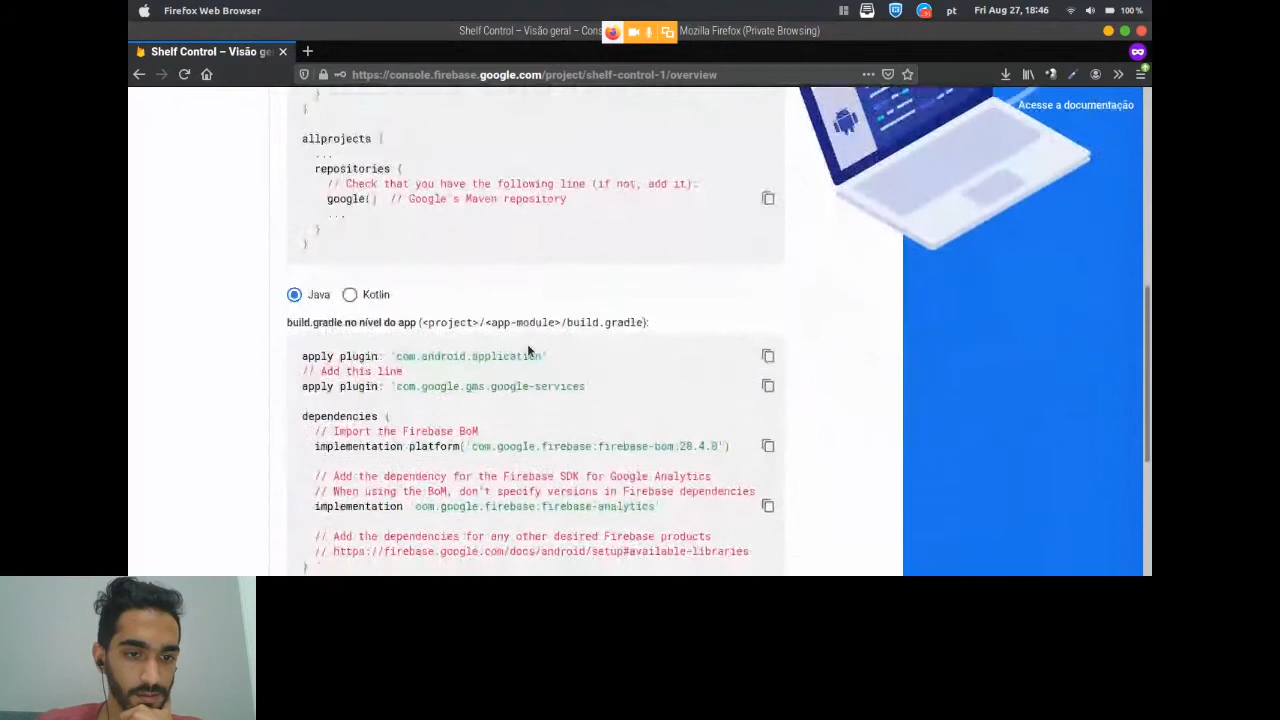 Firefox Web Browser
pt
Fri Aug 27, 18:46
100 %
Shelf Control – Visão geral – Cons
Mozilla Firefox (Private Browsing)
Shelf Control – Visão ge
https://console.firebase.google.com/project/shelf-control-1/overview
Acesse a documentação
}
}
allprojects {
...
repositories {
// Check that you have the following line (if not, add it):
google() // Google's Maven repository
...
}
}
Java
Kotlin
build.gradle no nível do app (<project>/<app-module>/build.gradle):
apply plugin: 'com.android.application'
// Add this line
apply plugin: 'com.google.gms.google-services
dependencies {
// Import the Firebase BoM
implementation platform('com.google.firebase:firebase-bom:28.4.0')
// Add the dependency for the Firebase SDK for Google Analytics
// When using the BoM, don't specify versions in Firebase dependencies
implementation 'com.google.firebase:firebase-analytics'
// Add the dependencies for any other desired Firebase products
// https://firebase.google.com/docs/android/setup#available-libraries
}